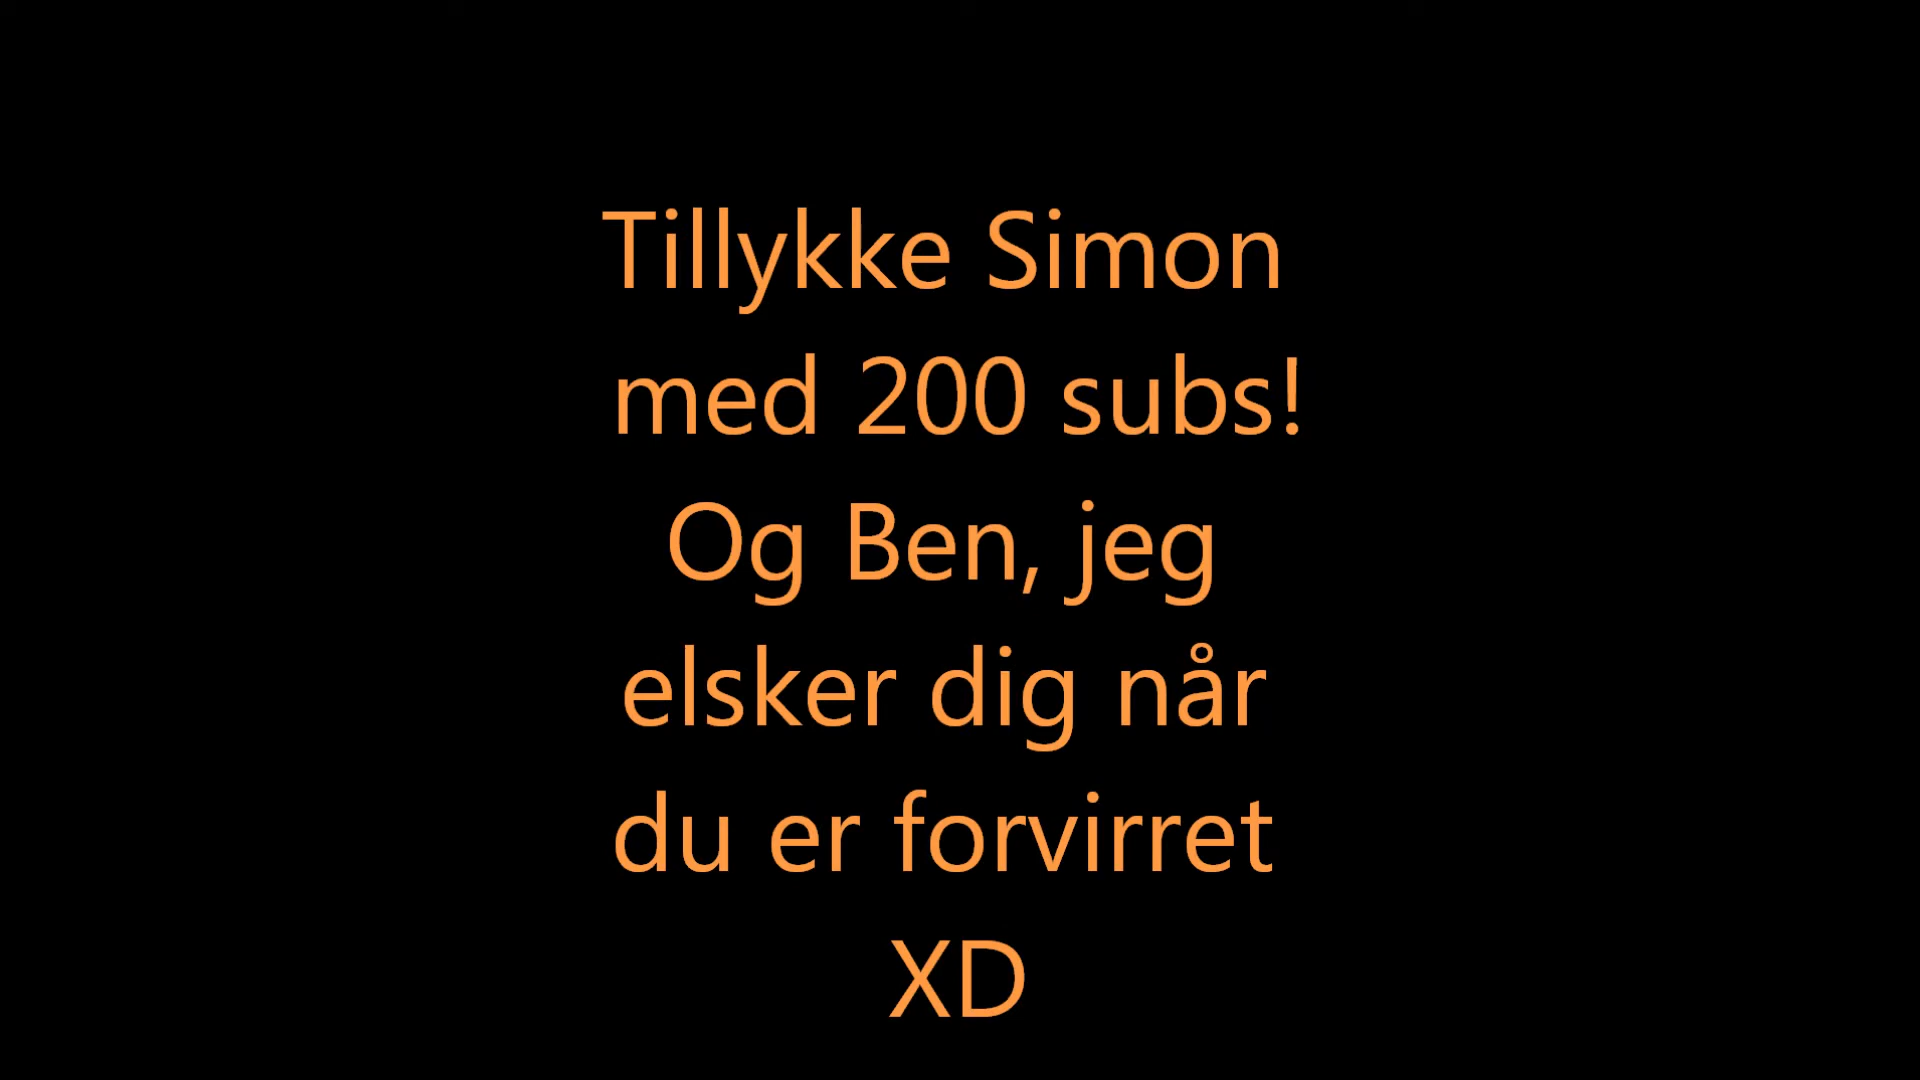 Tillykke Simon
med 200 subs!
Og Ben, jeg
elsker dig når
du er forvirret
XD